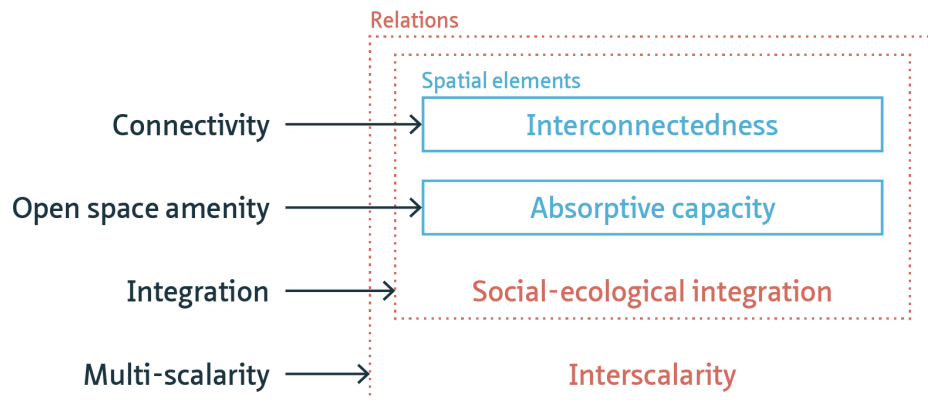 Relations
Spatial elements
Connectivity
Interconnectedness
Open space amenity
Absorptive capacity
Integration
Social-ecological integration
Multi-scalarity
Interscalarity